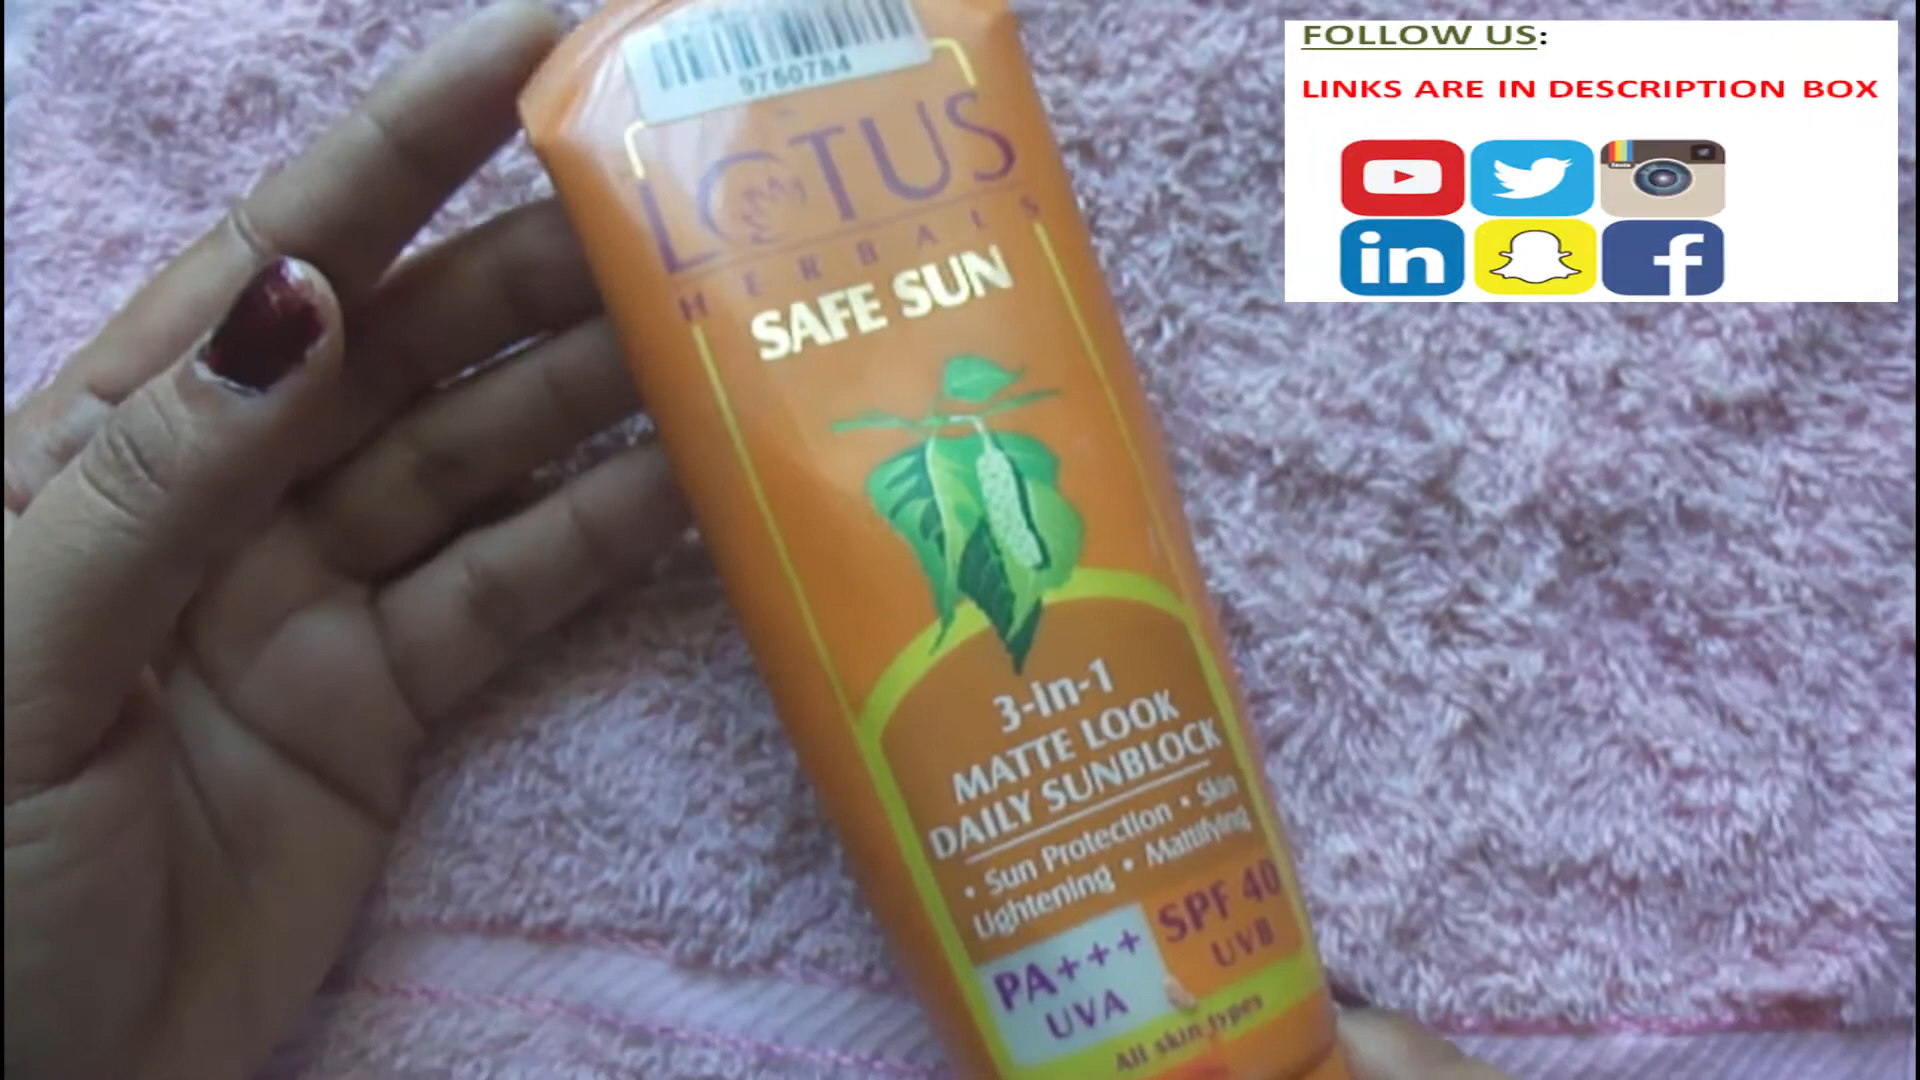 9750784
LOTUS
HERBALS
SAFE SUN
3-in-1
MATTE LOOK
DAILY SUNBLOCK
• Sun Protection • Skin
Lightening • Mattifying
PA+++
UVA
SPF 40
UVB
All skin types
FOLLOW US:
LINKS ARE IN DESCRIPTION BOX
in
f